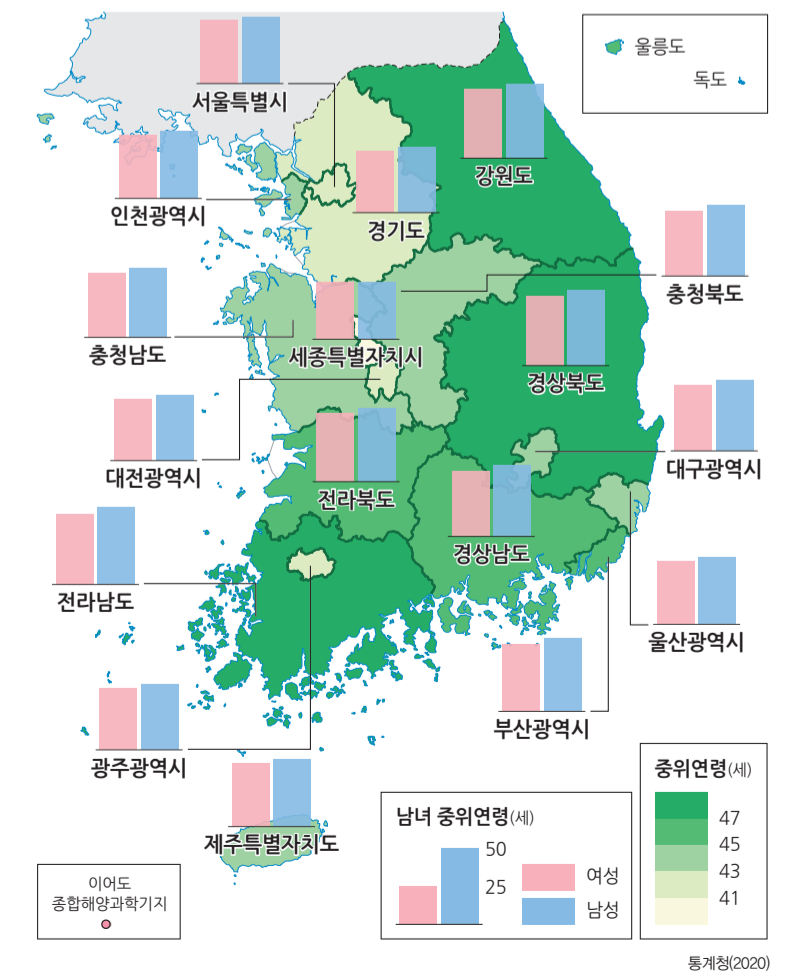 울릉도
독도
서울특별시
강원도
인천광역시
경기도
충청북도
충청남도
세종특별자치시
경상북도
대전광역시
대구광역시
전라북도
경상남도
전라남도
울산광역시
부산광역시
광주광역시
제주특별자치도
이어도
종합해양과학기지
남녀 중위연령(세)
50
25
여성
남성
중위연령(세)
47
45
43
41
통계청(2020)